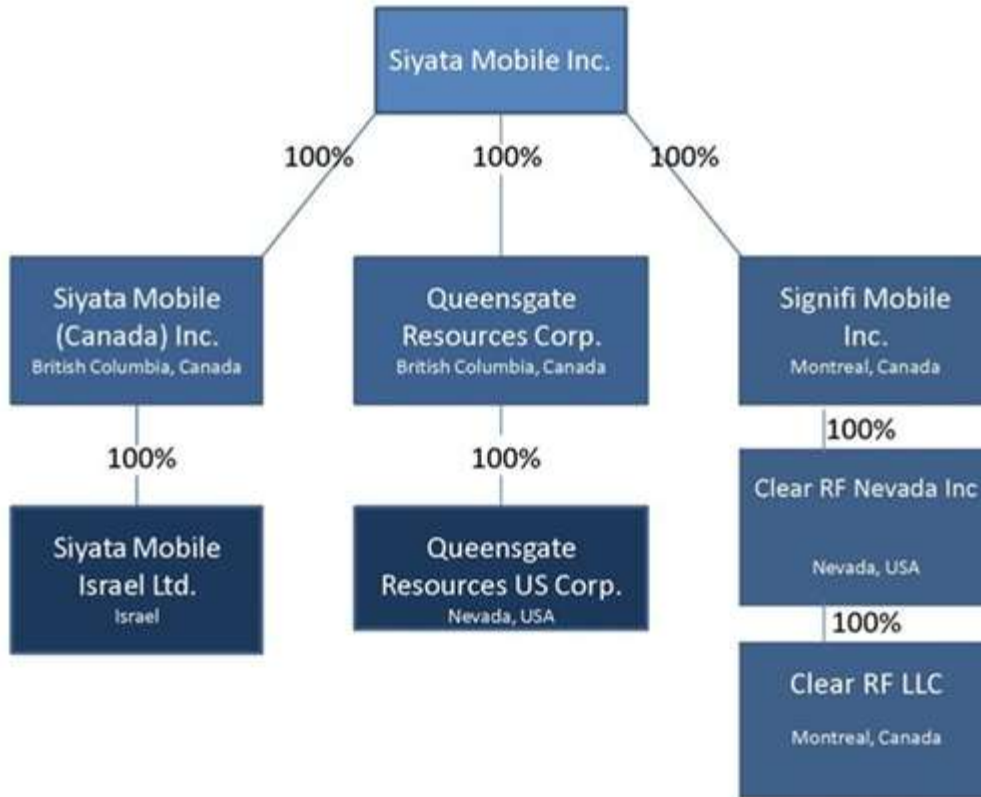 Siyata Mobile Inc.
100%
100%
100%
Siyata Mobile
(Canada) Inc.
British Columbia, Canada
Queensgate
Resources Corp.
British Columbia, Canada
Signifi Mobile
Inc.
Montreal, Canada
100%
100%
100%
Siyata Mobile
Israel Ltd.
Israel
Queensgate
Resources US Corp.
Nevada, USA
Clear RF Nevada Inc
Nevada, USA
100%
Clear RF LLC
Montreal, Canada